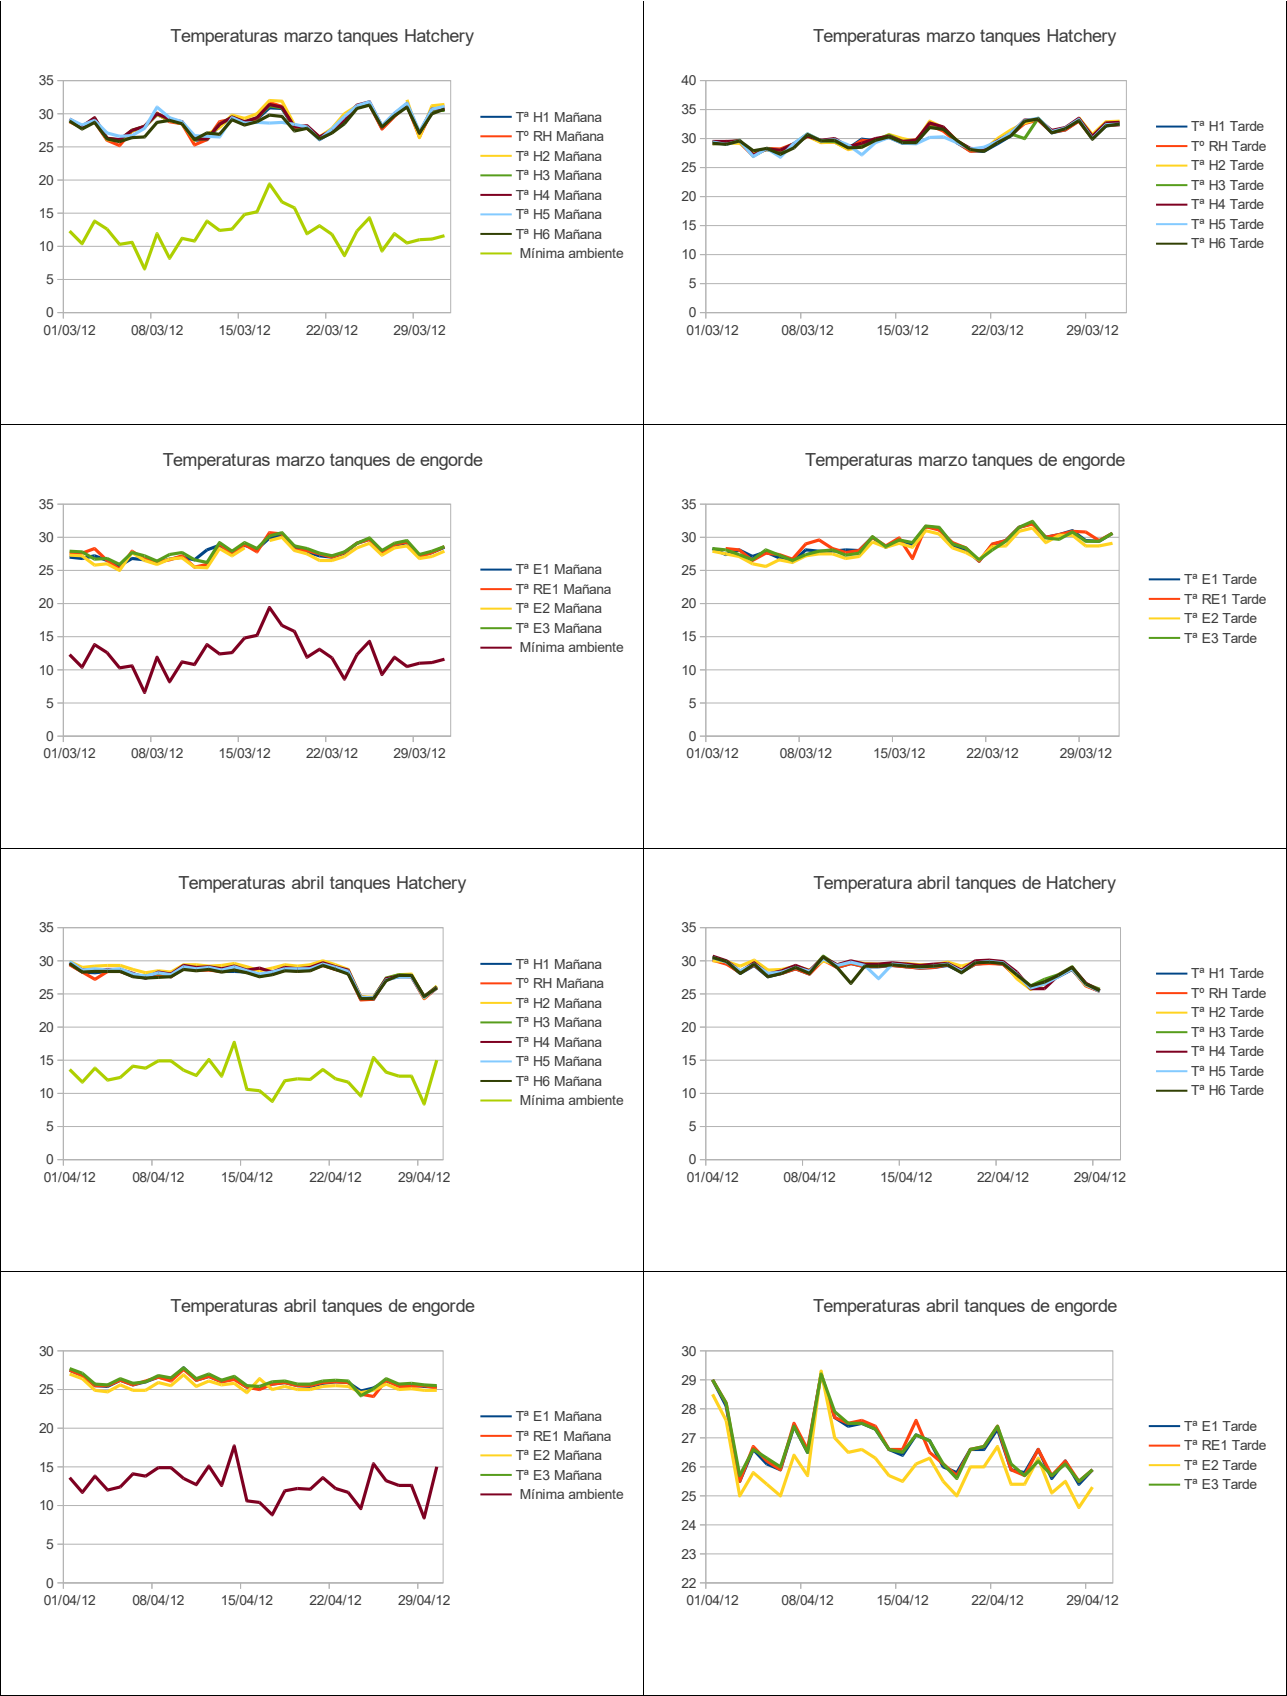 Temperaturas marzo tanques Hatchery
35
30
25
20
15
10
5
0
01/03/12 08/03/12 15/03/12 22/03/12 29/03/12
Tª H1 Mañana
Tº RH Mañana
Tª H2 Mañana
Tª H3 Mañana
Tª H4 Mañana
Tª H5 Mañana
Tª H6 Mañana
Mínima ambiente
Temperaturas marzo tanques Hatchery
40
35
30
25
20
15
10
5
0
01/03/12 08/03/12 15/03/12 22/03/12 29/03/12
Tª H1 Tarde
Tº RH Tarde
Tª H2 Tarde
Tª H3 Tarde
Tª H4 Tarde
Tª H5 Tarde
Tª H6 Tarde
Temperaturas marzo tanques de engorde
35
30
25
20
15
10
5
0
01/03/12 08/03/12 15/03/12 22/03/12 29/03/12
Tª E1 Mañana
Tª RE1 Mañana
Tª E2 Mañana
Tª E3 Mañana
Mínima ambiente
Temperaturas marzo tanques de engorde
35
30
25
20
15
10
5
0
01/03/12 08/03/12 15/03/12 22/03/12 29/03/12
Tª E1 Tarde
Tª RE1 Tarde
Tª E2 Tarde
Tª E3 Tarde
Temperaturas abril tanques Hatchery
35
30
25
20
15
10
5
0
01/04/12 08/04/12 15/04/12 22/04/12 29/04/12
Tª H1 Mañana
Tº RH Mañana
Tª H2 Mañana
Tª H3 Mañana
Tª H4 Mañana
Tª H5 Mañana
Tª H6 Mañana
Mínima ambiente
Temperatura abril tanques de Hatchery
35
30
25
20
15
10
5
0
01/04/12 08/04/12 15/04/12 22/04/12 29/04/12
Tª H1 Tarde
Tº RH Tarde
Tª H2 Tarde
Tª H3 Tarde
Tª H4 Tarde
Tª H5 Tarde
Tª H6 Tarde
Temperaturas abril tanques de engorde
30
25
20
15
10
5
0
01/04/12 08/04/12 15/04/12 22/04/12 29/04/12
Tª E1 Mañana
Tª RE1 Mañana
Tª E2 Mañana
Tª E3 Mañana
Mínima ambiente
Temperaturas abril tanques de engorde
30
29
28
27
26
25
24
23
22
01/04/12 08/04/12 15/04/12 22/04/12 29/04/12
Tª E1 Tarde
Tª RE1 Tarde
Tª E2 Tarde
Tª E3 Tarde